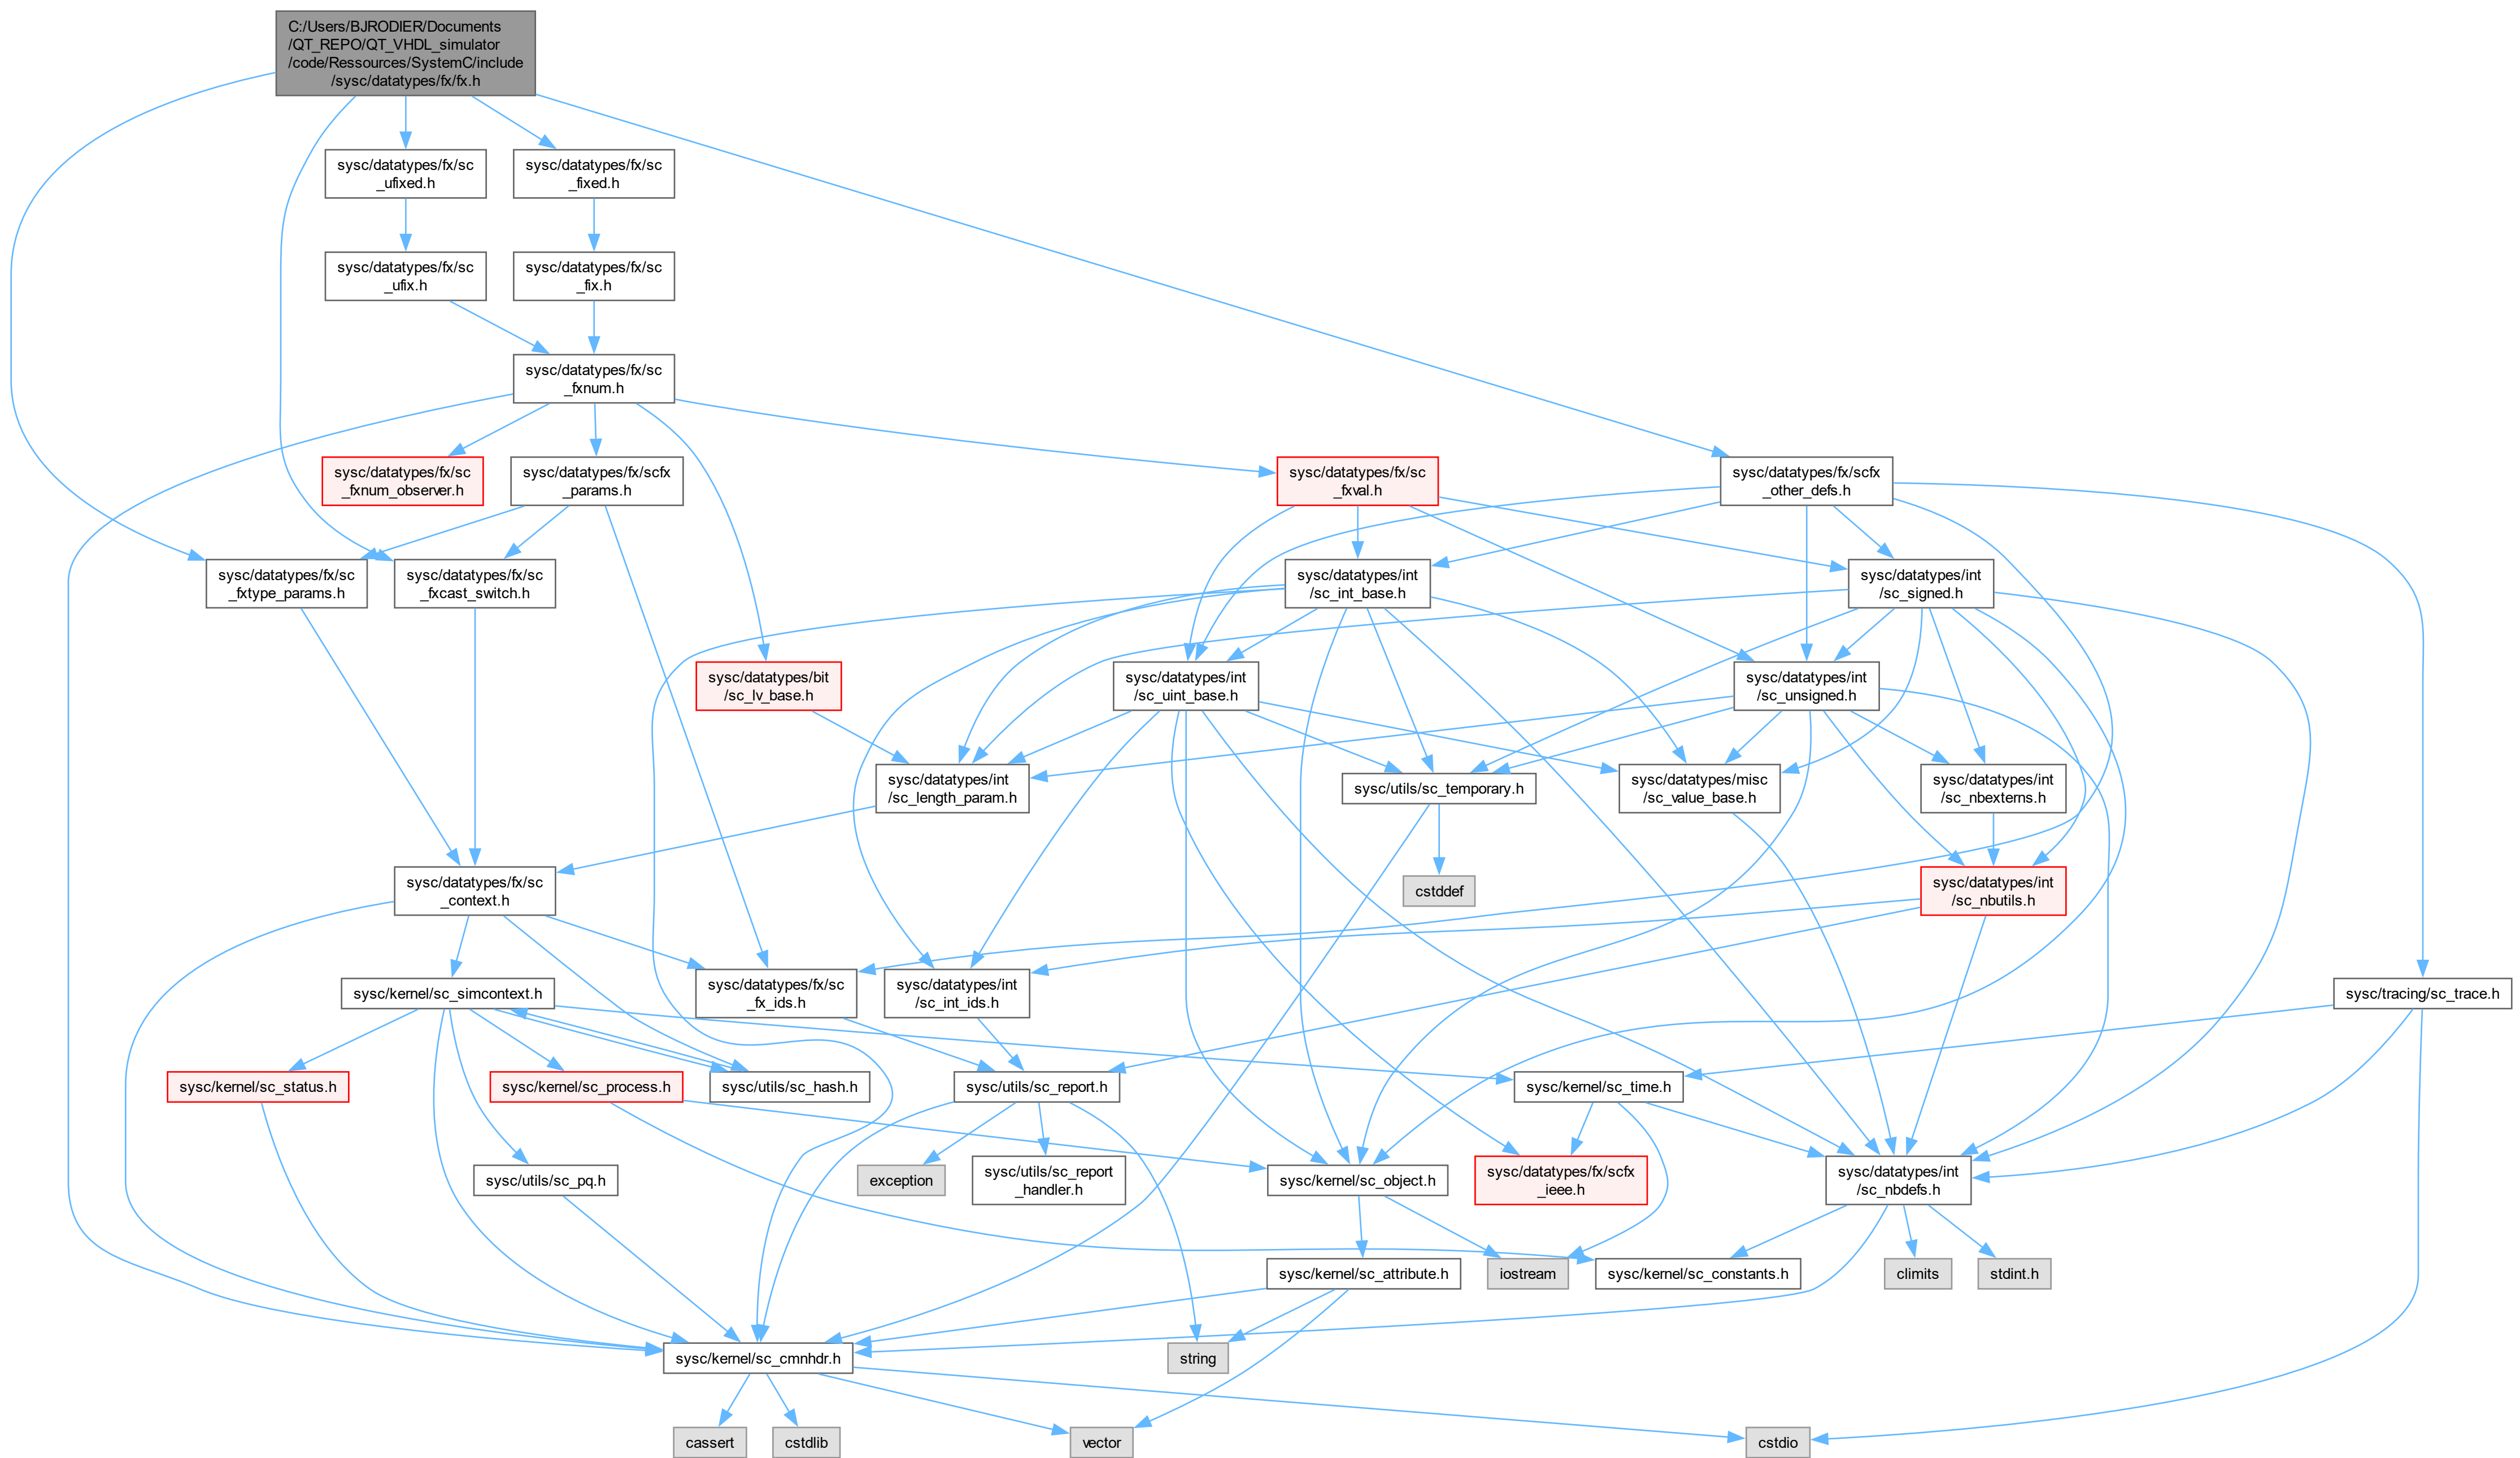 C:/Users/BJRODIER/Documents
/QT_REPO/QT_VHDL_simulator
/code/Ressources/SystemC/include
/sysc/datatypes/fx/fx.h
sysc/datatypes/fx/sc
_ufixed.h
sysc/datatypes/fx/sc
_fixed.h
sysc/datatypes/fx/sc
_ufix.h
sysc/datatypes/fx/sc
_fix.h
sysc/datatypes/fx/sc
_fxnum.h
sysc/datatypes/fx/sc
_fxnum_observer.h
sysc/datatypes/fx/scfx
_params.h
sysc/datatypes/fx/sc
_fxval.h
sysc/datatypes/fx/scfx
_other_defs.h
sysc/datatypes/fx/sc
_fxtype_params.h
sysc/datatypes/fx/sc
_fxcast_switch.h
sysc/datatypes/int
/sc_int_base.h
sysc/datatypes/int
/sc_signed.h
sysc/datatypes/bit
/sc_lv_base.h
sysc/datatypes/int
/sc_uint_base.h
sysc/datatypes/int
/sc_unsigned.h
sysc/datatypes/int
/sc_length_param.h
sysc/utils/sc_temporary.h
sysc/datatypes/misc
/sc_value_base.h
sysc/datatypes/int
/sc_nbexterns.h
sysc/datatypes/fx/sc
_context.h
cstddef
sysc/datatypes/int
/sc_nbutils.h
sysc/kernel/sc_simcontext.h
sysc/datatypes/fx/sc
_fx_ids.h
sysc/datatypes/int
/sc_int_ids.h
sysc/tracing/sc_trace.h
sysc/kernel/sc_status.h
sysc/kernel/sc_process.h
sysc/utils/sc_hash.h
sysc/utils/sc_report.h
sysc/kernel/sc_time.h
sysc/utils/sc_pq.h
exception
sysc/utils/sc_report
_handler.h
sysc/kernel/sc_object.h
sysc/datatypes/fx/scfx
_ieee.h
sysc/datatypes/int
/sc_nbdefs.h
sysc/kernel/sc_attribute.h
iostream
sysc/kernel/sc_constants.h
climits
stdint.h
sysc/kernel/sc_cmnhdr.h
string
cassert
cstdlib
vector
cstdio